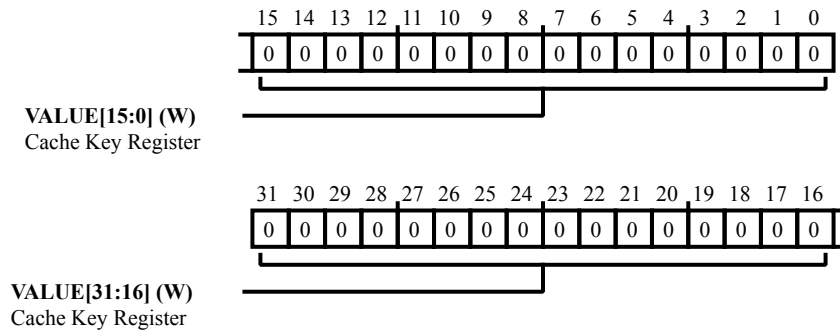 15 14 13 12 11 10 9 8 7 6 5 4 3 2 1 0
0 0 0 0 0 0 0 0 0 0 0 0 0 0 0 0
VALUE[15:0] (W)
Cache Key Register
31 30 29 28 27 26 25 24 23 22 21 20 19 18 17 16
0 0 0 0 0 0 0 0 0 0 0 0 0 0 0 0
VALUE[31:16] (W)
Cache Key Register